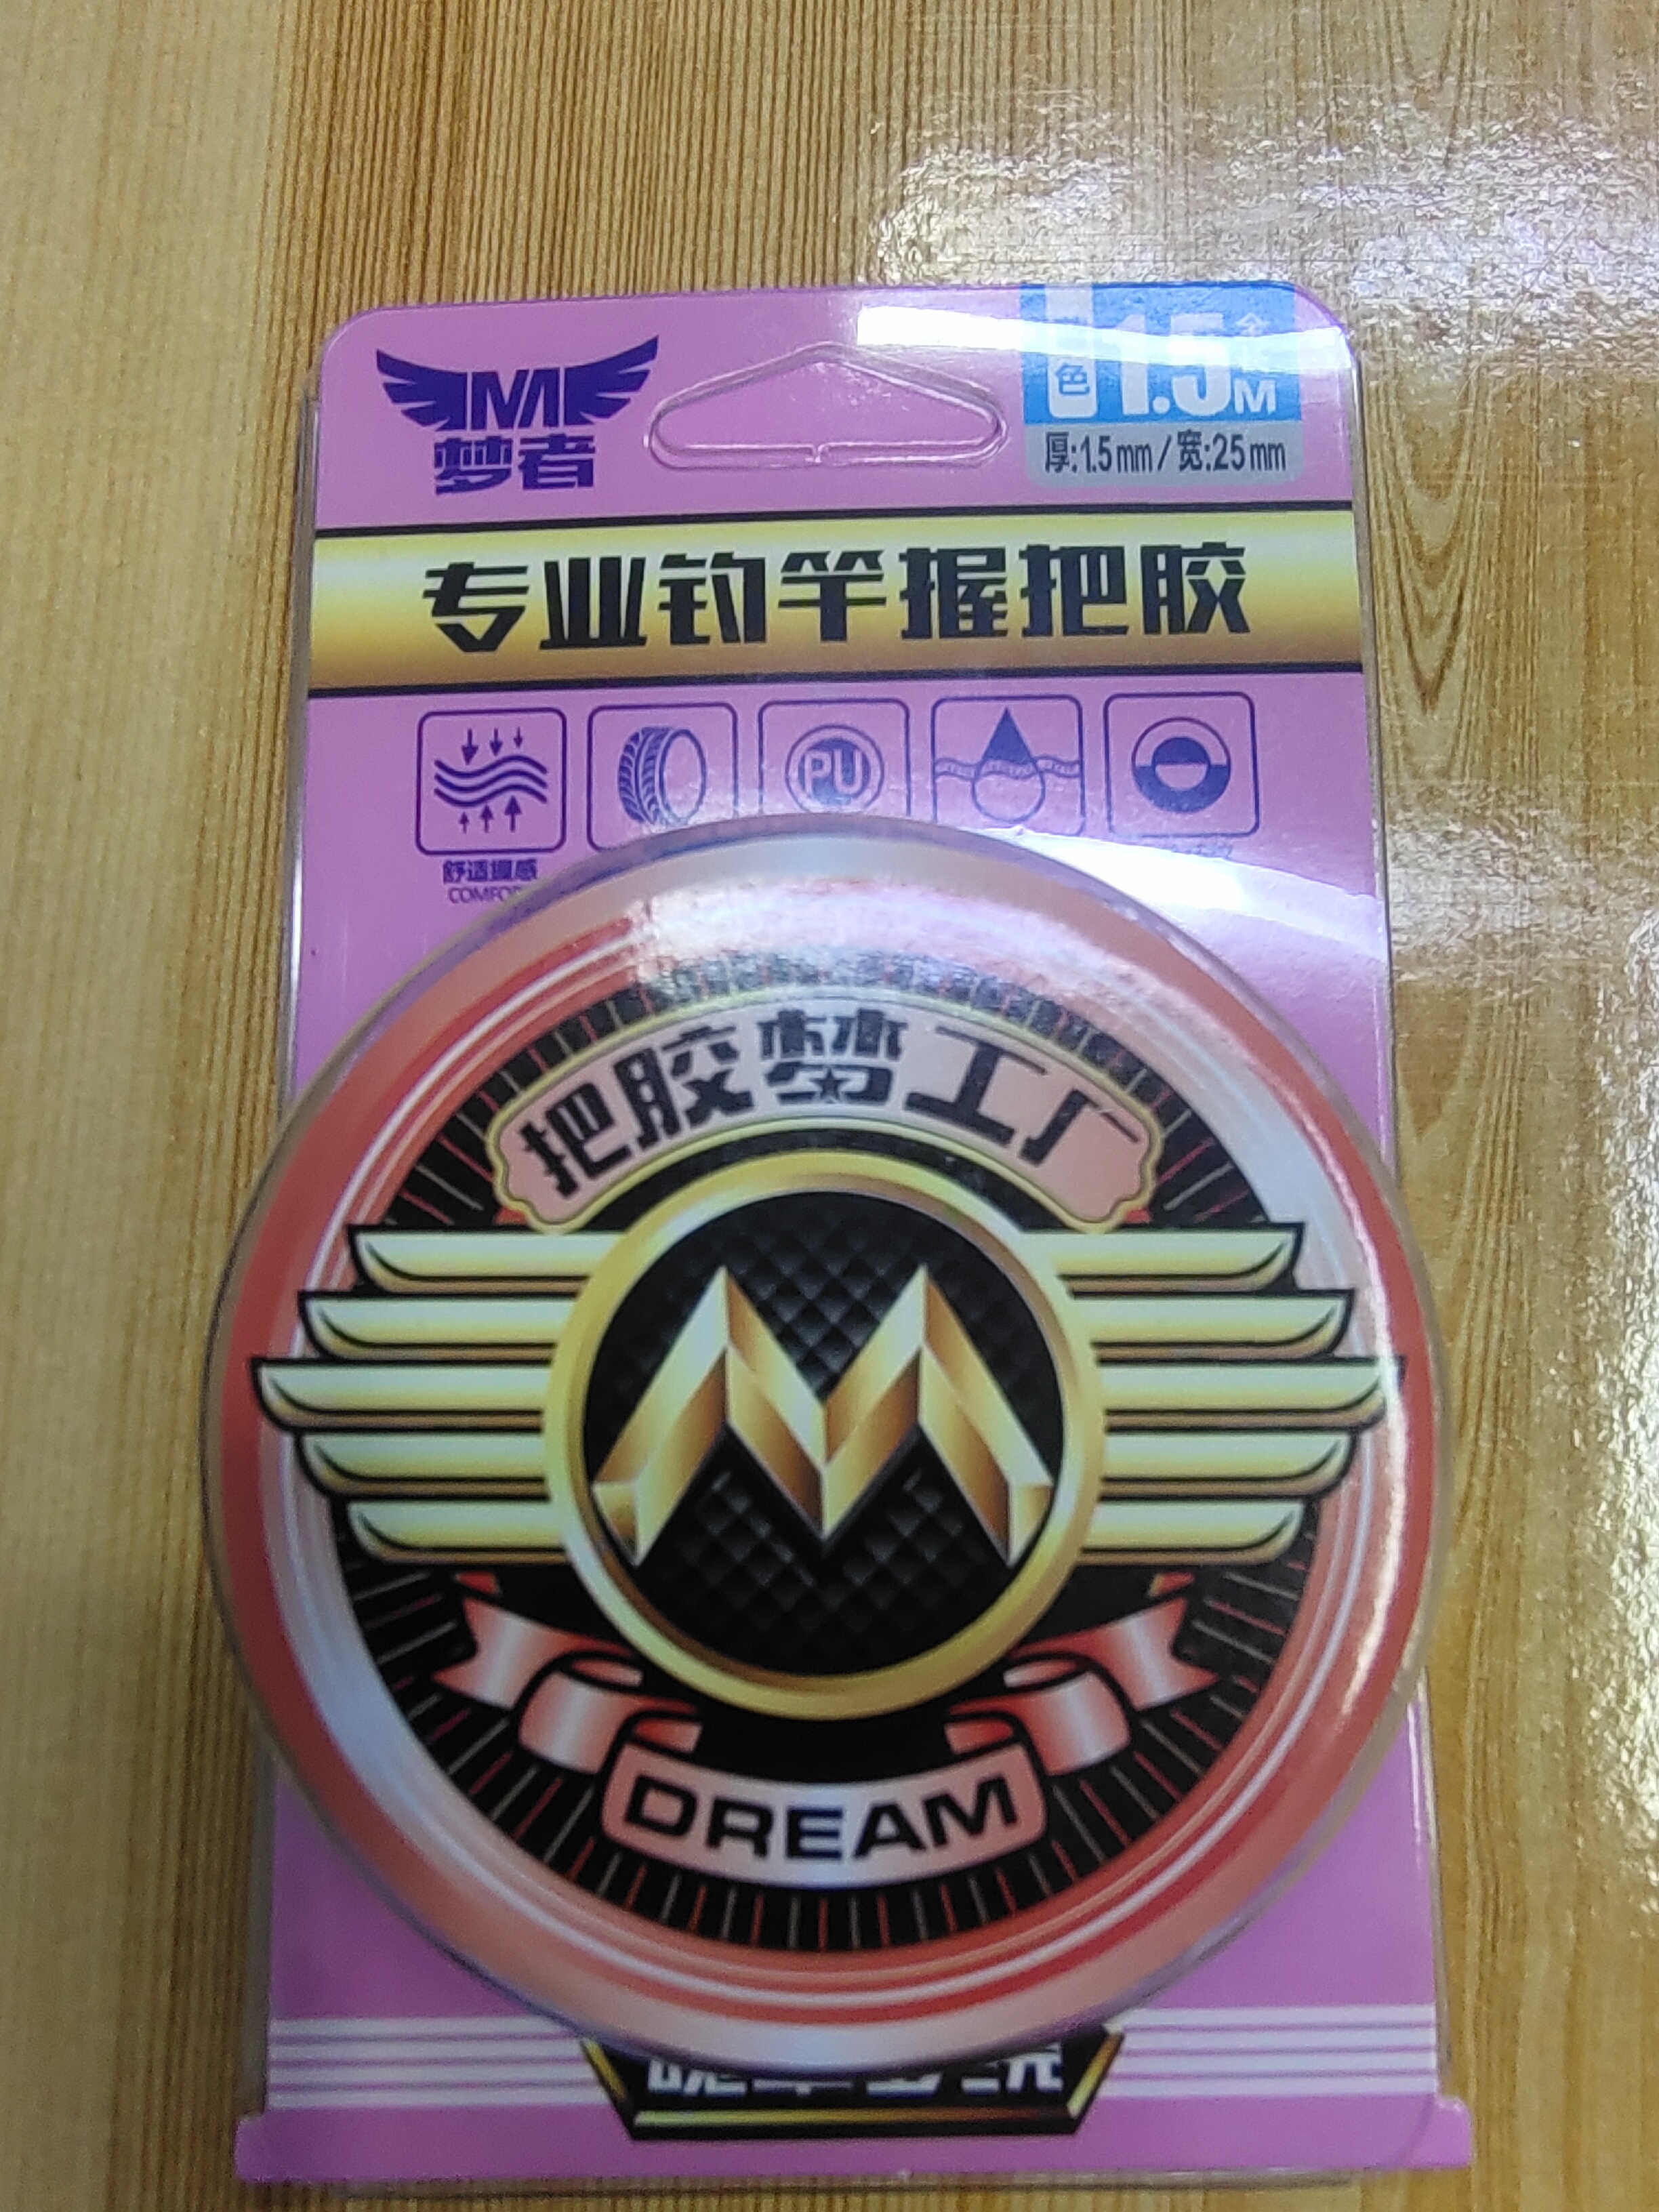 M
梦者
色 1.5M
厚:1.5mm/宽:25mm
专业钓竿握把胶
PU
舒适握感
把胶梦工厂
M
DREAM